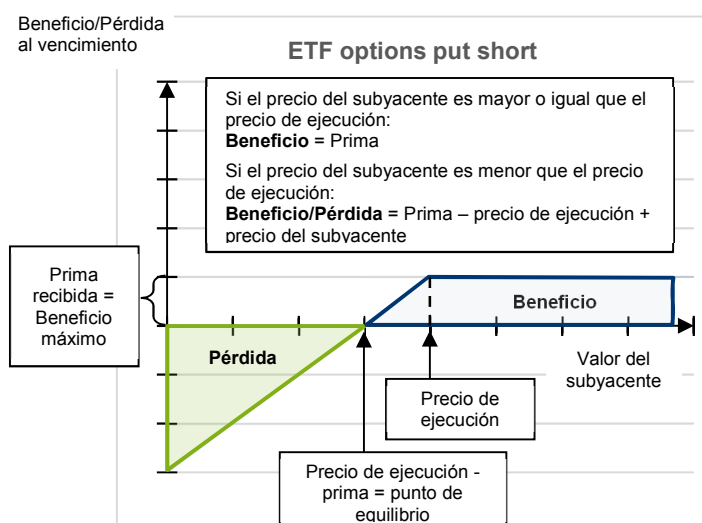 Beneficio/Pérdida
al vencimiento
ETF options put short
Si el precio del subyacente es mayor o igual que el
precio de ejecución:
Beneficio = Prima
Si el precio del subyacente es menor que el precio
de ejecución:
Beneficio/Pérdida = Prima – precio de ejecución +
precio del subyacente
Prima
recibida =
Beneficio
máximo
Beneficio
Pérdida
Valor del
subyacente
Precio de
ejecución
Precio de ejecución -
prima = punto de
equilibrio